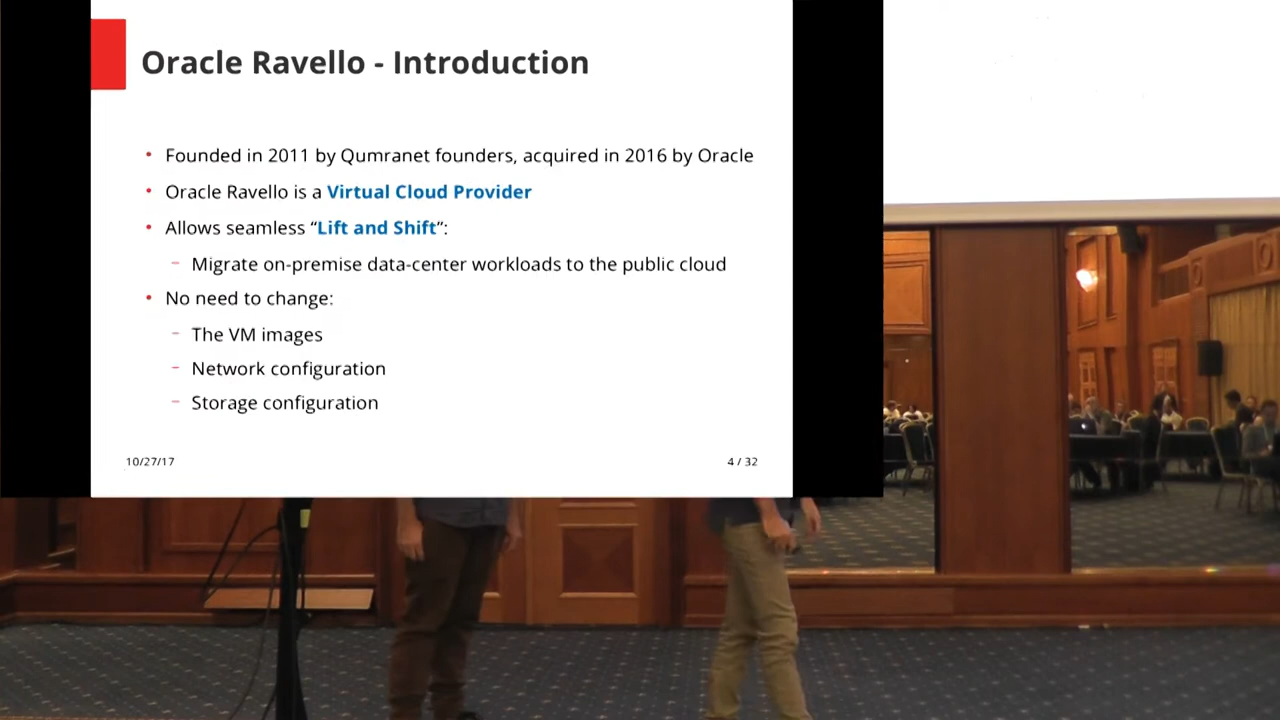 Oracle Ravello - Introduction
• Founded in 2011 by Qumranet founders, acquired in 2016 by Oracle
• Oracle Ravello is a Virtual Cloud Provider
• Allows seamless “Lift and Shift”:
– Migrate on-premise data-center workloads to the public cloud
• No need to change:
– The VM images
– Network configuration
– Storage configuration
10/27/17
4 / 32